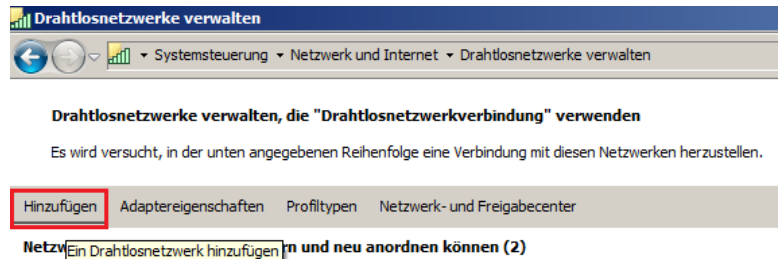 Drahtlosnetzwerke verwalten
Systemsteuerung Netzwerk und Internet Drahtlosnetzwerke verwalten
Drahtlosnetzwerke verwalten, die "Drahtlosnetzwerkverbindung" verwenden
Es wird versucht, in der unten angegebenen Reihenfolge eine Verbindung mit diesen Netzwerken herzustellen.
Hinzufügen Adaptereigenschaften Profiltypen Netzwerk- und Freigabecenter
Ein Drahtlosnetzwerk hinzufügen und neu anordnen können (2)